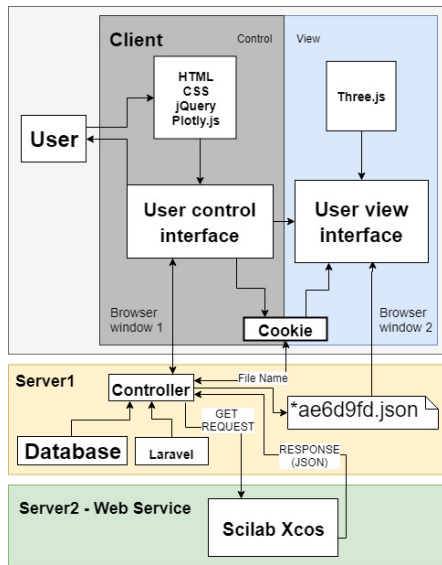 Client
Control
View
HTML
CSS
jQuery
Plotly.js
Three.js
User
User control
interface
User view
interface
Browser
window 1
Cookie
Browser
window 2
Server1
File Name
Controller
*ae6d9fd.json
GET
REQUEST
Database
Laravel
RESPONSE
(JSON)
Server2 - Web Service
Scilab Xcos